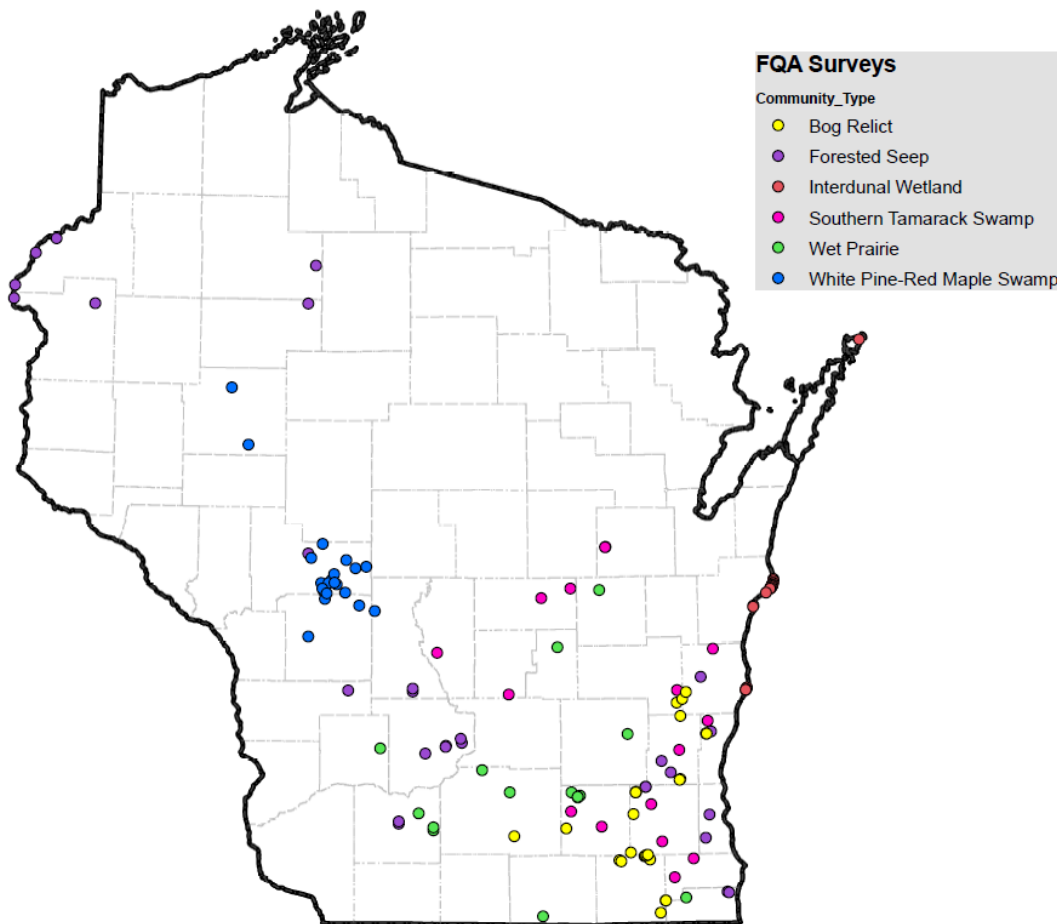 FQA Surveys
Community_Type
Bog Relict
Forested Seep
Interdunal Wetland
Southern Tamarack Swamp
Wet Prairie
White Pine-Red Maple Swamp